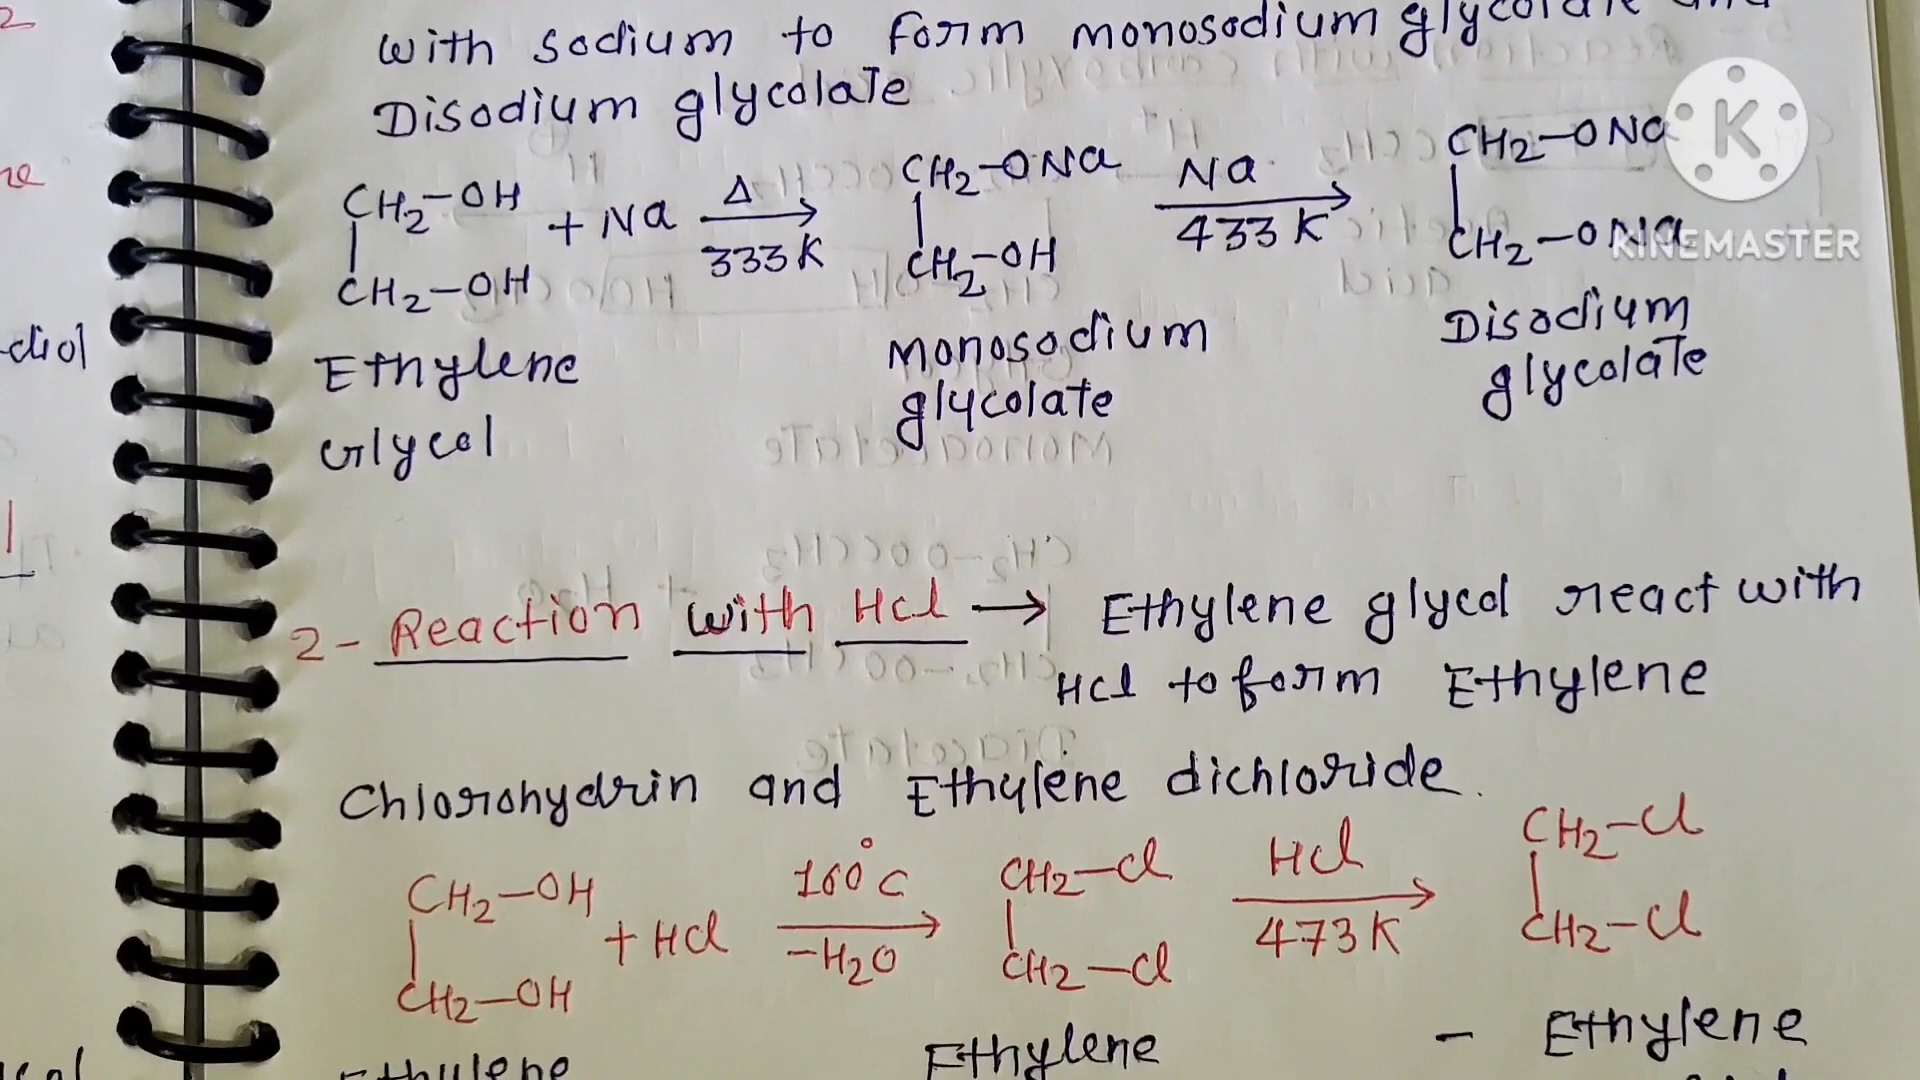 with sodium to form monosodium glycolate and
Disodium glycolate
CH2-OH + Na Δ 333K CH2-ONa Na 433K CH2-ONa
CH2-OH CH2-OH CH2-ONa
Ethylene Glycol
Monosodium glycolate
Disodium glycolate
2- Reaction with HCl → Ethylene glycol react with
HCl to form Ethylene
Chlorohydrin and Ethylene dichloride.
CH2-OH + HCl 160°C -H2O CH2-Cl HCl 473K CH2-Cl
CH2-OH CH2-Cl CH2-Cl
Ethylene Ethylene - Ethylene
diol
K
KINEMASTER